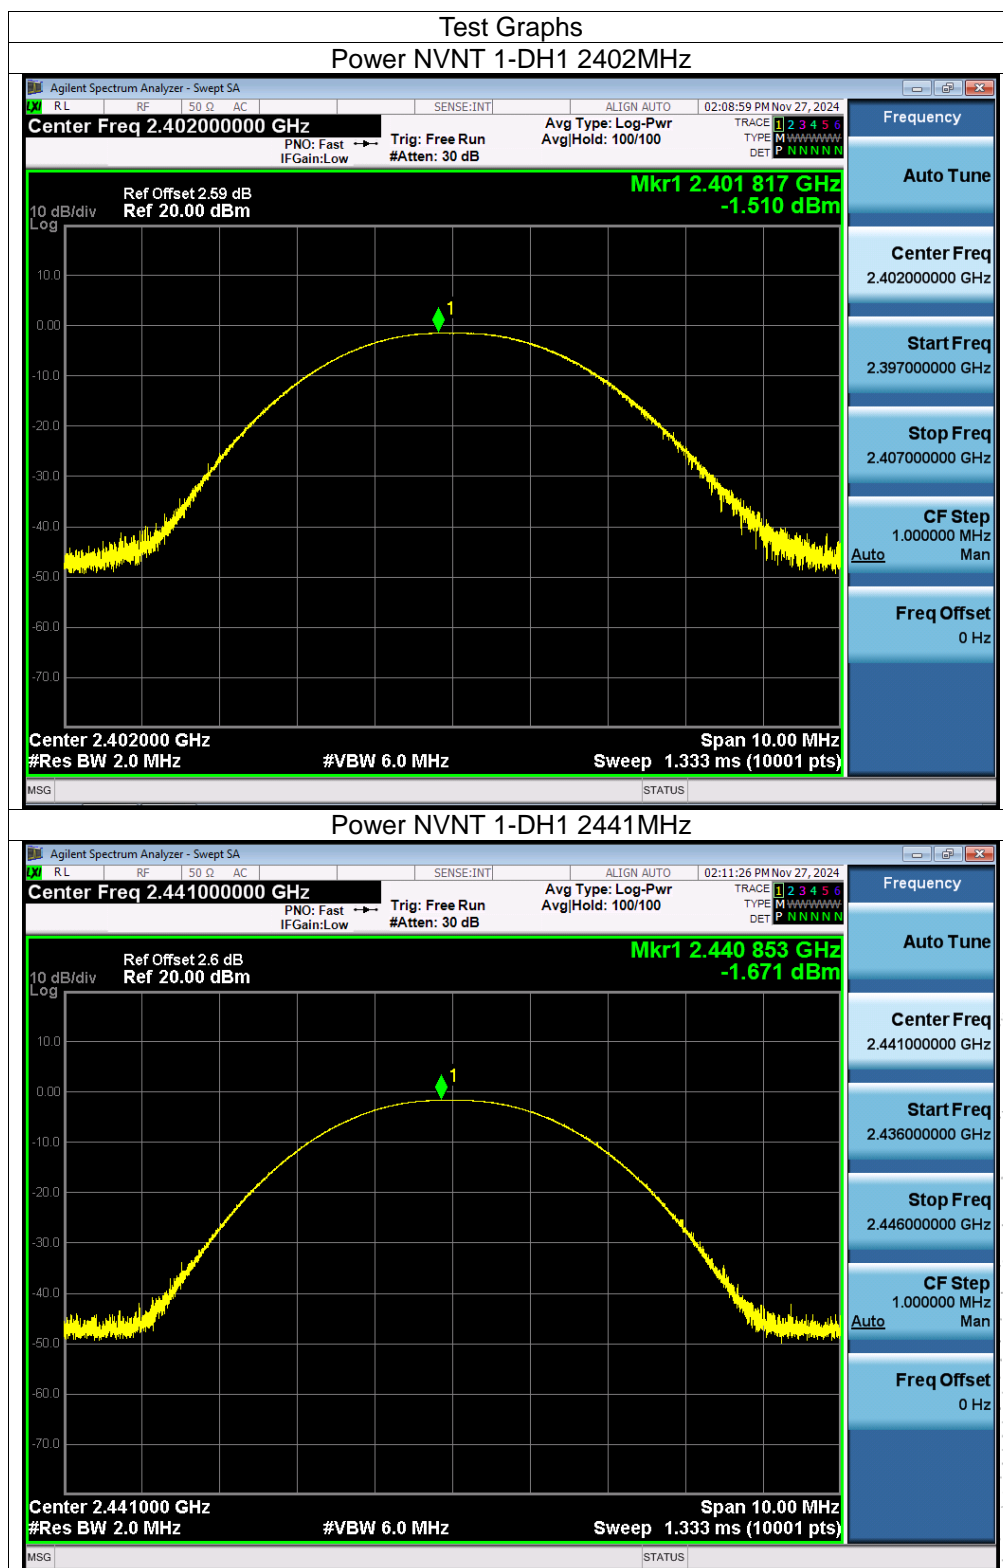 Test Graphs
Power NVNT 1-DH1 2402MHz
Agilent Spectrum Analyzer - Swept SA
LXI RL RF 50 Ω AC SENSE:INT ALIGN AUTO 02:08:59 PM Nov 27, 2024
Center Freq 2.402000000 GHz
PNO: Fast
IFGain:Low
Trig: Free Run
#Atten: 30 dB
Avg Type: Log-Pwr
Avg|Hold: 100/100
TRACE 1 2 3 4 5 6
TYPE M WWWWW
DET P N N N N N
Frequency
Auto Tune
Center Freq
2.402000000 GHz
Start Freq
2.397000000 GHz
Stop Freq
2.407000000 GHz
CF Step
1.000000 MHz
Auto Man
Freq Offset
0 Hz
Mkr1 2.401 817 GHz
-1.510 dBm
Ref Offset 2.59 dB
10 dB/div Ref 20.00 dBm
Log
10.0
0.00
-10.0
-20.0
-30.0
-40.0
-50.0
-60.0
-70.0
1
Center 2.402000 GHz Span 10.00 MHz
#Res BW 2.0 MHz #VBW 6.0 MHz Sweep 1.333 ms (10001 pts)
MSG STATUS
Power NVNT 1-DH1 2441MHz
Agilent Spectrum Analyzer - Swept SA
LXI RL RF 50 Ω AC SENSE:INT ALIGN AUTO 02:11:26 PM Nov 27, 2024
Center Freq 2.441000000 GHz
PNO: Fast
IFGain:Low
Trig: Free Run
#Atten: 30 dB
Avg Type: Log-Pwr
Avg|Hold: 100/100
TRACE 1 2 3 4 5 6
TYPE M WWWWW
DET P N N N N N
Frequency
Auto Tune
Center Freq
2.441000000 GHz
Start Freq
2.436000000 GHz
Stop Freq
2.446000000 GHz
CF Step
1.000000 MHz
Auto Man
Freq Offset
0 Hz
Mkr1 2.440 853 GHz
-1.671 dBm
Ref Offset 2.6 dB
10 dB/div Ref 20.00 dBm
Log
10.0
0.00
-10.0
-20.0
-30.0
-40.0
-50.0
-60.0
-70.0
1
Center 2.441000 GHz Span 10.00 MHz
#Res BW 2.0 MHz #VBW 6.0 MHz Sweep 1.333 ms (10001 pts)
MSG STATUS